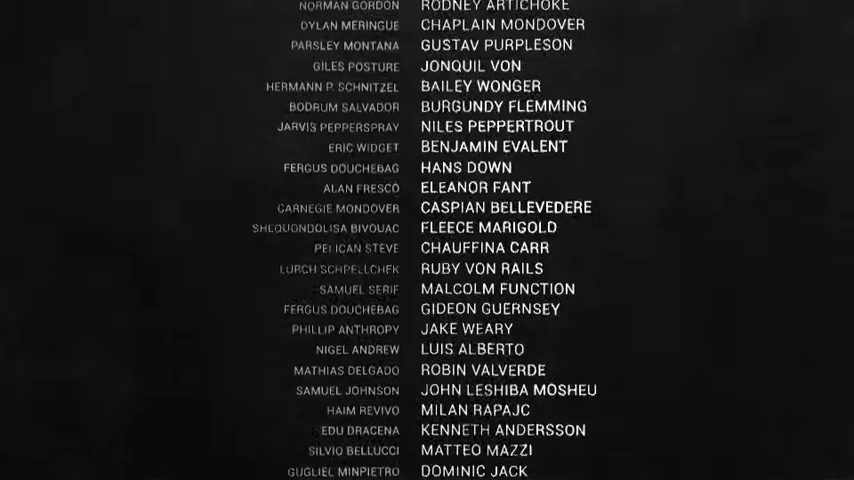 NORMAN GORDON RODNEY ARTICHOKE
DYLAN MERINGUE CHAPLAIN MONDOVER
PARSLEY MONTANA GUSTAV PURPLESON
GILES POSTURE JONQUIL VON
HERMANN P. SCHNITZEL BAILEY WONGER
BODRUM SALVADOR BURGUNDY FLEMMING
JARVIS PEPPERSPRAY NILES PEPPERTROUT
ERIC WIDGET BENJAMIN EVALENT
FERGUS DOUCHEBAG HANS DOWN
ALAN FRESCO ELEANOR FANT
CARNEGIE MONDOVER CASPIAN BELLEVEDERE
SHEQUONDOLISA BIVOUAC FLEECE MARIGOLD
PELICAN STEVE CHAUFFINA CARR
LURCH SCHPELLCHEK RUBY VON RAILS
SAMUEL SERIF MALCOLM FUNCTION
FERGUS DOUCHEBAG GIDEON GUERNSEY
PHILLIP ANTHROPY JAKE WEARY
NIGEL ANDREW LUIS ALBERTO
MATHIAS DELGADO ROBIN VALVERDE
SAMUEL JOHNSON JOHN LESHIBA MOSHEU
HAIM REVIVO MILAN RAPAJC
EDU DRACENA KENNETH ANDERSSON
SILVIO BELLUCCI MATTEO MAZZI
GUGLIEL MINPIETRO DOMINIC JACK